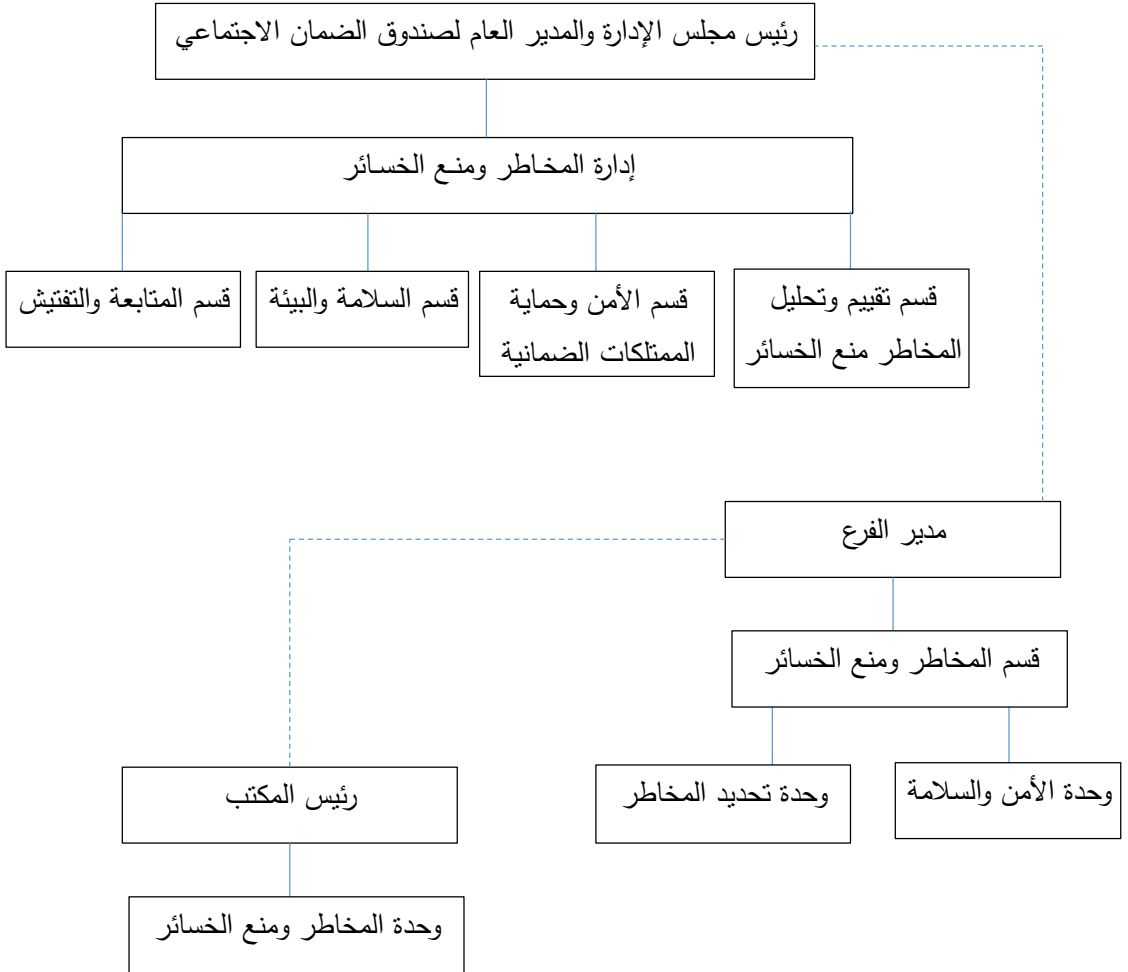 رئيس مجلس الإدارة والمدير العام لصندوق الضمان الاجتماعي
إدارة المخاطر ومنع الخسائر
قسم تقييم وتحليل
المخاطر منع الخسائر
قسم الأمن وحماية
الممتلكات الضمانية
قسم السلامة والبيئة
قسم المتابعة والتفتيش
مدير الفرع
قسم المخاطر ومنع الخسائر
وحدة الأمن والسلامة
وحدة تحديد المخاطر
رئيس المكتب
وحدة المخاطر ومنع الخسائر